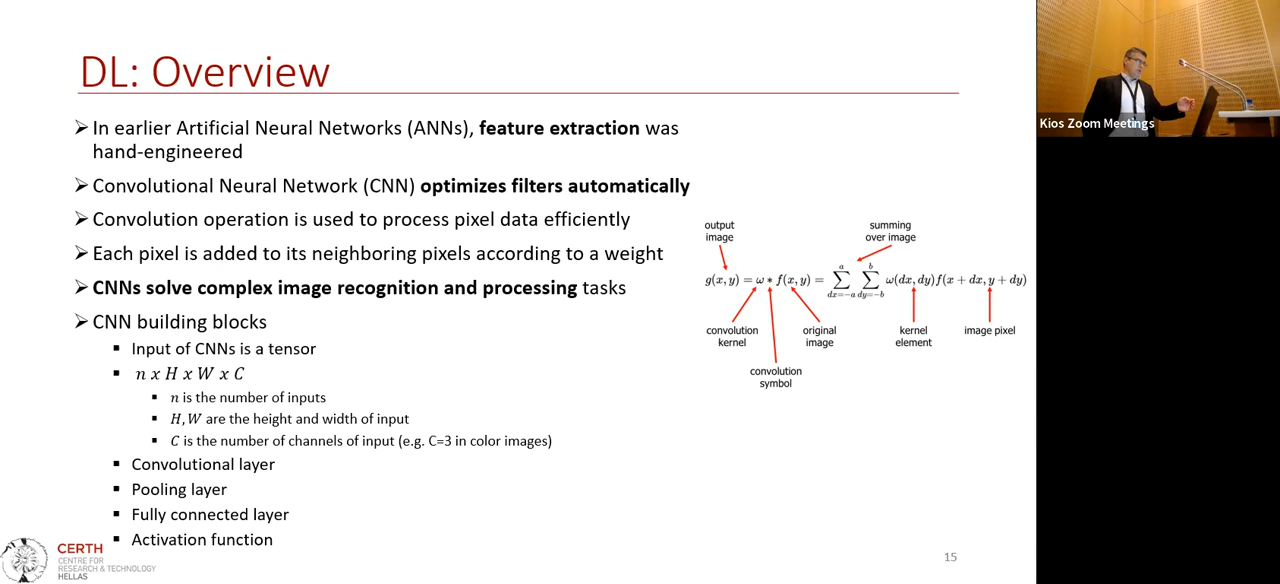 DL: Overview
➢ In earlier Artificial Neural Networks (ANNs), feature extraction was
hand-engineered
➢ Convolutional Neural Network (CNN) optimizes filters automatically
➢ Convolution operation is used to process pixel data efficiently
➢ Each pixel is added to its neighboring pixels according to a weight
➢ CNNs solve complex image recognition and processing tasks
➢ CNN building blocks
▪ Input of CNNs is a tensor
▪ n x H x W x C
▪ n is the number of inputs
▪ H, W are the height and width of input
▪ C is the number of channels of input (e.g. C=3 in color images)
▪ Convolutional layer
▪ Pooling layer
▪ Fully connected layer
▪ Activation function
output
image
summing
over image
a b
g(x, y) = ω * f(x, y) = ∑ ∑ ω(dx, dy)f(x + dx, y + dy)
dx=−a dy=−b
convolution
kernel
original
image
kernel
element
image pixel
convolution
symbol
CERTH
CENTRE FOR
RESEARCH & TECHNOLOGY
HELLAS
15
Kios Zoom Meetings